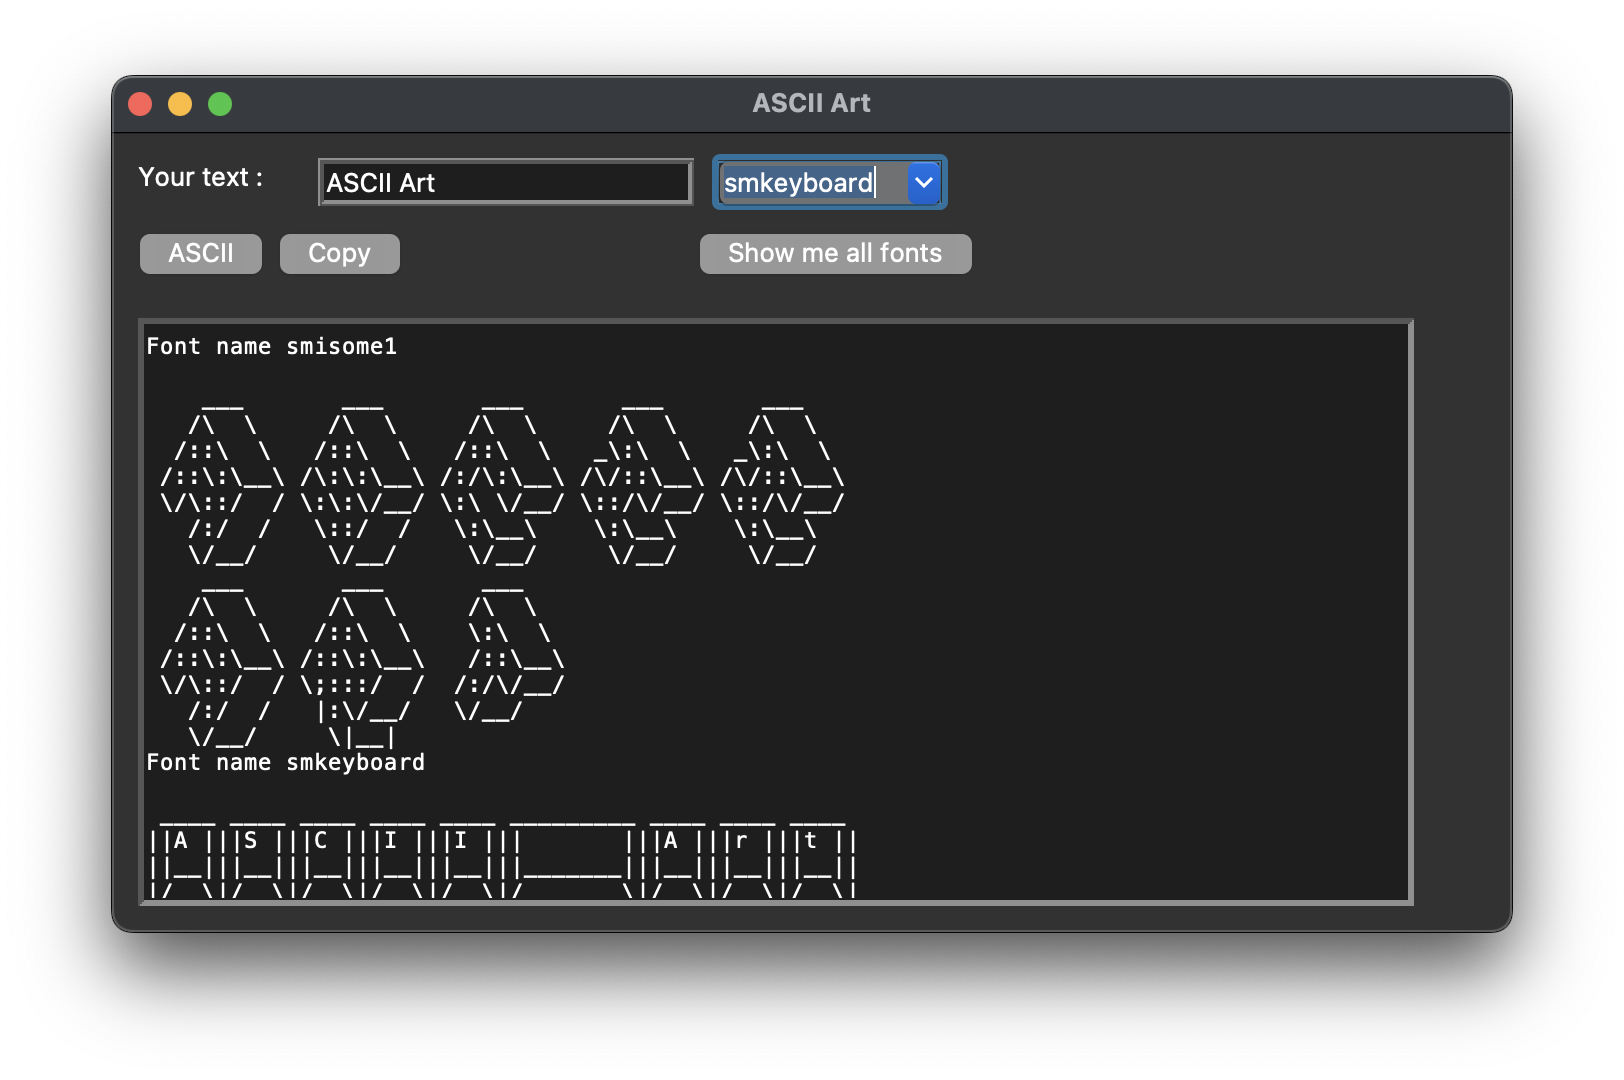 ASCII Art
Your text :
ASCII Art
smkeyboard
ASCII
Copy
Show me all fonts
Font name smisome1
      ___       ___       ___       ___       ___
     /\  \     /\  \     /\  \     /\  \     /\  \
    /::\  \   /::\  \   /::\  \   _\:\  \   _\:\  \
   /::\:\__\ /\:\:\__\ /:/\:\__\ /\/::\__\ /\/::\__\
   \/\::/  / \:\:\/__/ \:\ \/__/ \::/\/__/ \::/\/__/
     /:/  /   \::/  /   \:\__\    \:\__\    \:\__\
     \/__/     \/__/     \/__/     \/__/     \/__/
      ___       ___       ___
     /\  \     /\  \     /\  \
    /::\  \   /::\  \    \:\  \
   /::\:\__\ /::\:\__\   /::\__\
   \/\::/  / \;:::/  /  /:/\/__/
     /:/  /   |:\/__/   \/__/
     \/__/     \|__|
Font name smkeyboard
 ____ ____ ____ ____ ____ _________ ____ ____ ____
||A |||S |||C |||I |||I |||       |||A |||r |||t ||
||__|||__|||__|||__|||__|||_______|||__|||__|||__||
|/__\|/__\|/__\|/__\|/__\|/_______\|/__\|/__\|/__\|